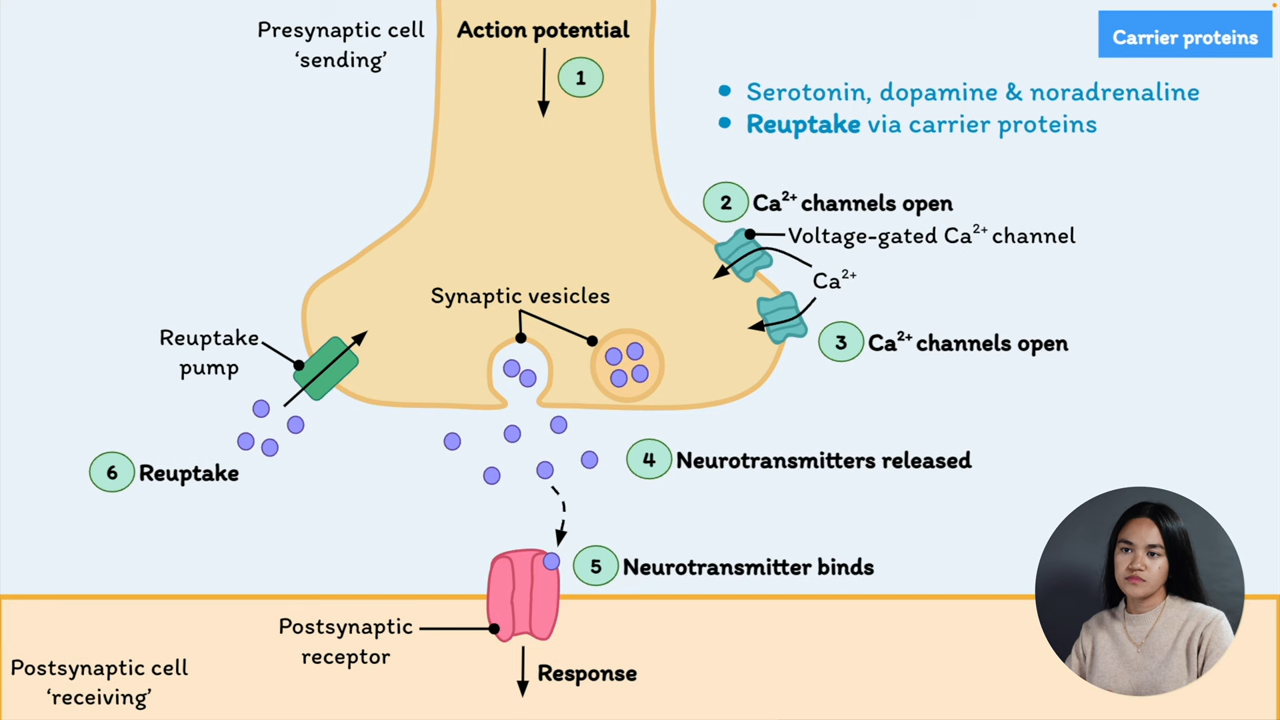 Presynaptic cell
‘sending’
Action potential
1
Carrier proteins
• Serotonin, dopamine & noradrenaline
• Reuptake via carrier proteins
2 Ca²⁺ channels open
Voltage-gated Ca²⁺ channel
Ca²⁺
Synaptic vesicles
3 Ca²⁺ channels open
Reuptake
pump
6 Reuptake
4 Neurotransmitters released
5 Neurotransmitter binds
Postsynaptic
receptor
Response
Postsynaptic cell
‘receiving’